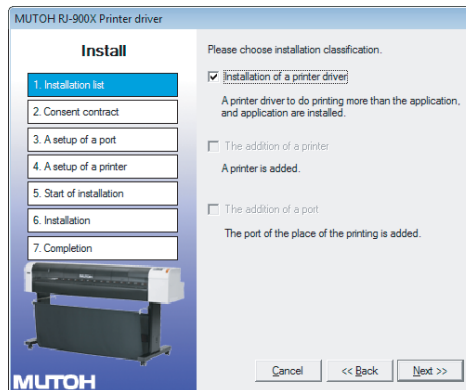 MUTOH RJ-900X Printer driver
Install
1. Installation list
2. Consent contract
3. A setup of a port
4. A setup of a printer
5. Start of installation
6. Installation
7. Completion
MUTOH
Please choose installation classification.
Installation of a printer driver
A printer driver to do printing more than the application,
and application are installed.
The addition of a printer
A printer is added.
The addition of a port
The port of the place of the printing is added.
Cancel
<< Back
Next >>